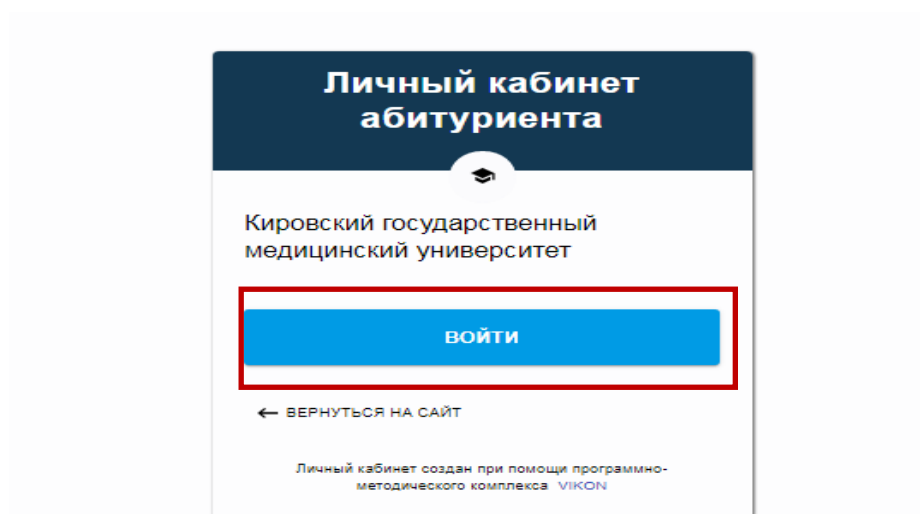 Личный кабинет
абитуриента
Кировский государственный
медицинский университет
ВОЙТИ
← ВЕРНУТЬСЯ НА САЙТ
Личный кабинет создан при помощи программно-
методического комплекса VIKON